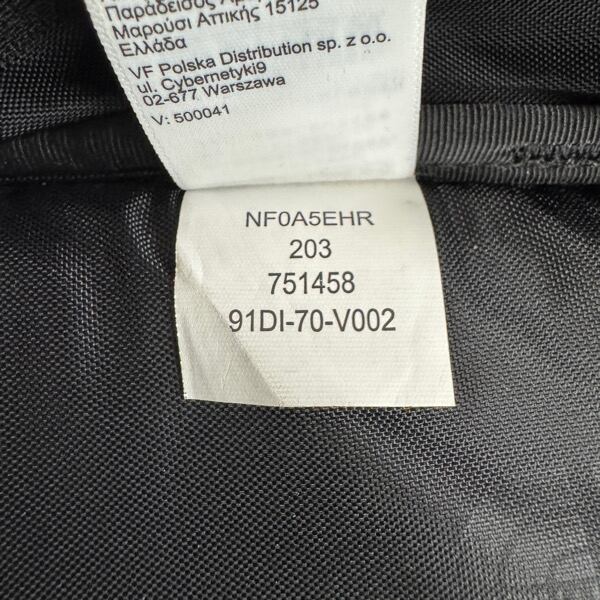 Παράδεισος
Μαρούσι Αττικής 15125
Ελλάδα
VF Polska Distribution sp. z o.o.
ul. Cybernetyki9
02-677 Warszawa
V: 500041
NF0A5EHR
203
751458
91DI-70-V002